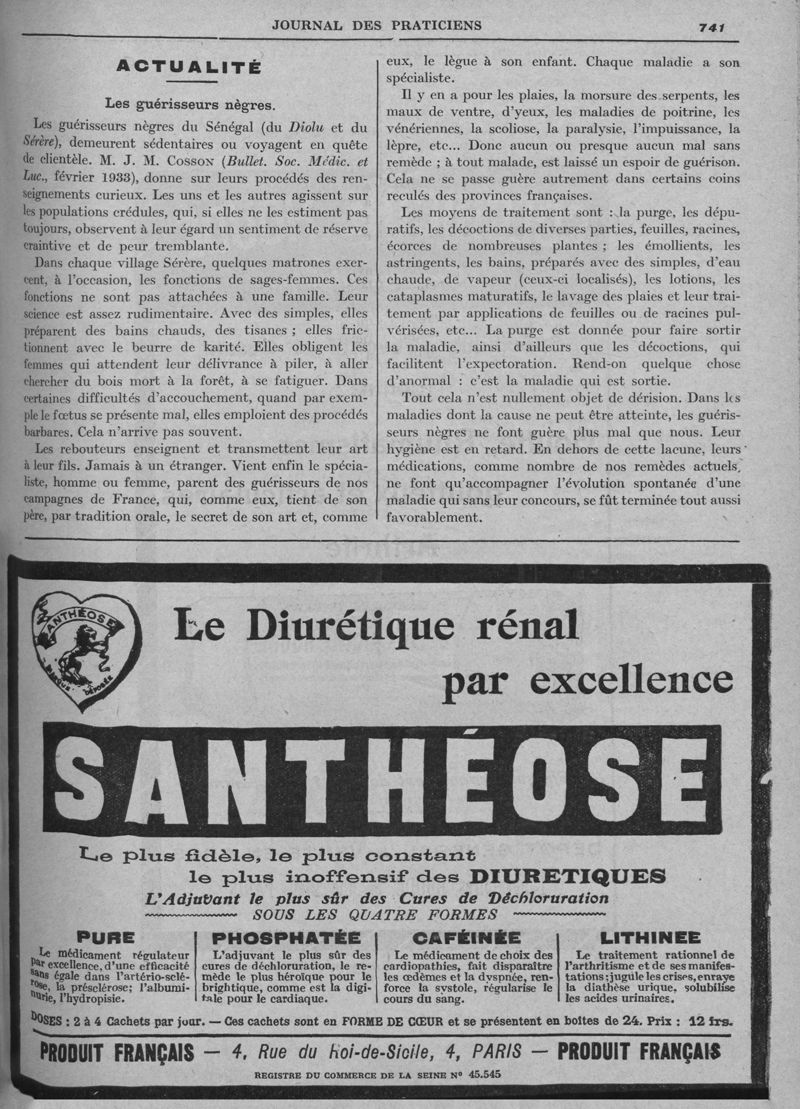 JOURNAL DES PRATICIENS 741
ACTUALITÉ
Les guérisseurs nègres.
Les guérisseurs nègres du Sénégal (du Diolu et du
Sérère), demeurent sédentaires ou voyagent en quête
de clientèle. M. J. M. COSSON (Bullet. Soc. Médic. et
Luc., février 1933), donne sur leurs procédés des ren-
seignements curieux. Les uns et les autres agissent sur
les populations crédules, qui, si elles ne les estiment pas
toujours, observent à leur égard un sentiment de réserve
craintive et de peur tremblante.
Dans chaque village Sérère, quelques matrones exer-
cent, à l'occasion, les fonctions de sages-femmes. Ces
fonctions ne sont pas attachées à une famille. Leur
science est assez rudimentaire. Avec des simples, elles
préparent des bains chauds, des tisanes ; elles fric-
tionnent avec le beurre de karité. Elles obligent les
femmes qui attendent leur délivrance à piler, à aller
chercher du bois mort à la forêt, à se fatiguer. Dans
certaines difficultés d'accouchement, quand par exem-
ple le fœtus se présente mal, elles emploient des procédés
barbares. Cela n'arrive pas souvent.
Les rebouteurs enseignent et transmettent leur art
à leur fils. Jamais à un étranger. Vient enfin le spécia-
liste, homme ou femme, parent des guérisseurs de nos
campagnes de France, qui, comme eux, tient de son
père, par tradition orale, le secret de son art et, comme
eux, le lègue à son enfant. Chaque maladie a son
spécialiste.
Il y en a pour les plaies, la morsure des serpents, les
maux de ventre, d'yeux, les maladies de poitrine, les
vénériennes, la scoliose, la paralysie, l'impuissance, la
lèpre, etc... Donc aucun ou presque aucun mal sans
remède ; à tout malade, est laissé un espoir de guérison.
Cela ne se passe guère autrement dans certains coins
reculés des provinces françaises.
Les moyens de traitement sont : la purge, les dépu-
ratifs, les décoctions de diverses parties, feuilles, racines,
écorces de nombreuses plantes ; les émollients, les
astringents, les bains, préparés avec des simples, d'eau
chaude, de vapeur (ceux-ci localisés), les lotions, les
cataplasmes maturatifs, le lavage des plaies et leur trai-
tement par applications de feuilles ou de racines pul-
vérisées, etc... La purge est donnée pour faire sortir
la maladie, ainsi d'ailleurs que les décoctions, qui
facilitent l'expectoration. Rend-on quelque chose
d'anormal : c'est la maladie qui est sortie.
Tout cela n'est nullement objet de dérision. Dans les
maladies dont la cause ne peut être atteinte, les guéris-
seurs nègres ne font guère plus mal que nous. Leur
hygiène est en retard. En dehors de cette lacune, leurs
médications, comme nombre de nos remèdes actuels,
ne font qu'accompagner l'évolution spontanée d'une
maladie qui sans leur concours, se fût terminée tout aussi
favorablement.
SANTHÉOSE
MARQUE DÉPOSÉE
Le Diurétique rénal
par excellence
SANTHÉOSE
Le plus fidèle, le plus constant
le plus inoffensif des DIURETIQUES
L'Adjuvant le plus sûr des Cures de Déchloruration
SOUS LES QUATRE FORMES
PURE
Le médicament régulateur
par excellence, d'une efficacité
sans égale dans l'artério-sclé-
rose, la présclérose; l'albumi-
nurie, l'hydropisie.
PHOSPHATÉE
L'adjuvant le plus sûr des
cures de déchloruration, le re-
mède le plus héroïque pour le
brightique, comme est la digi-
tale pour le cardiaque.
CAFÉINÉE
Le médicament de choix des
cardiopathies, fait disparaître
les œdèmes et la dyspnée, ren-
force la systole, régularise le
cours du sang.
LITHINEE
Le traitement rationnel de
l'arthritisme et de ses manifes-
tations: jugule les crises, enraye
la diathèse urique, solubilise
les acides urinaires.
DOSES : 2 à 4 Cachets par jour. — Ces cachets sont en FORME DE CŒUR et se présentent en boîtes de 24. Prix : 12 frs.
PRODUIT FRANÇAIS — 4, Rue du Roi-de-Sicile, 4, PARIS — PRODUIT FRANÇAIS
REGISTRE DU COMMERCE DE LA SEINE Nº 45.545